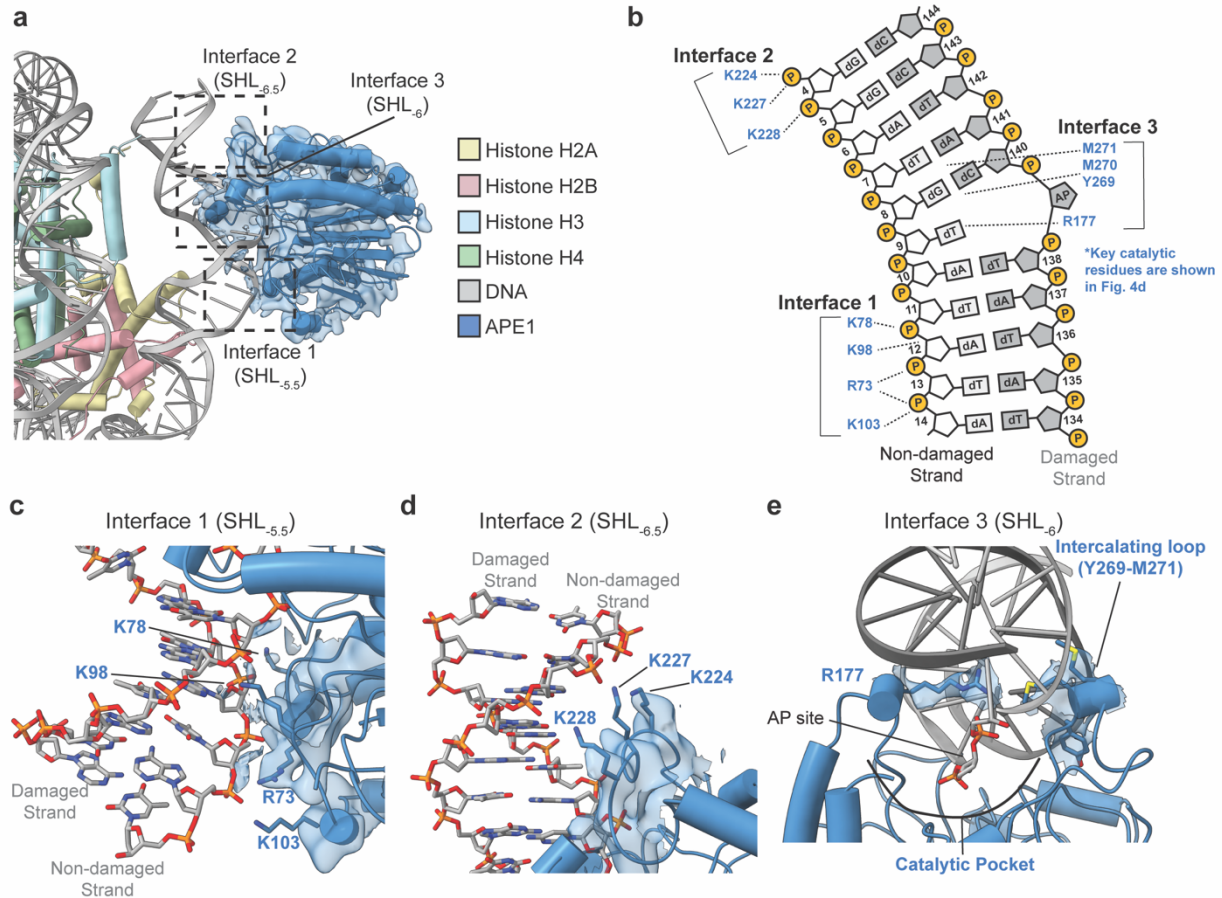 a
Interface 2
(SHL-6.5)
Interface 3
(SHL-6)
Interface 1
(SHL-5.5)
Histone H2A
Histone H2B
Histone H3
Histone H4
DNA
APE1
b
Interface 2
K224
K227
K228
Interface 3
M271
M270
Y269
R177
*Key catalytic
residues are shown
in Fig. 4d
Interface 1
K78
K98
R73
K103
P 4 dG dC 144 P
P 5 dG dC 143 P
P 6 dA dT 142 P
P 7 dT dA 141 P
P 8 dG dC 140 P
P 9 dT AP
P 10 dA dT 138 P
P 11 dT dA 137 P
P 12 dA dT 136 P
P 13 dT dA 135 P
P 14 dA dT 134 P
Non-damaged
Strand
Damaged
Strand
c
Interface 1 (SHL-5.5)
K78
K98
R73
K103
Damaged
Strand
Non-damaged
Strand
d
Interface 2 (SHL-6.5)
Damaged
Strand
Non-damaged
Strand
K227
K224
K228
e
Interface 3 (SHL-6)
Intercalating loop
(Y269-M271)
R177
AP site
Catalytic Pocket